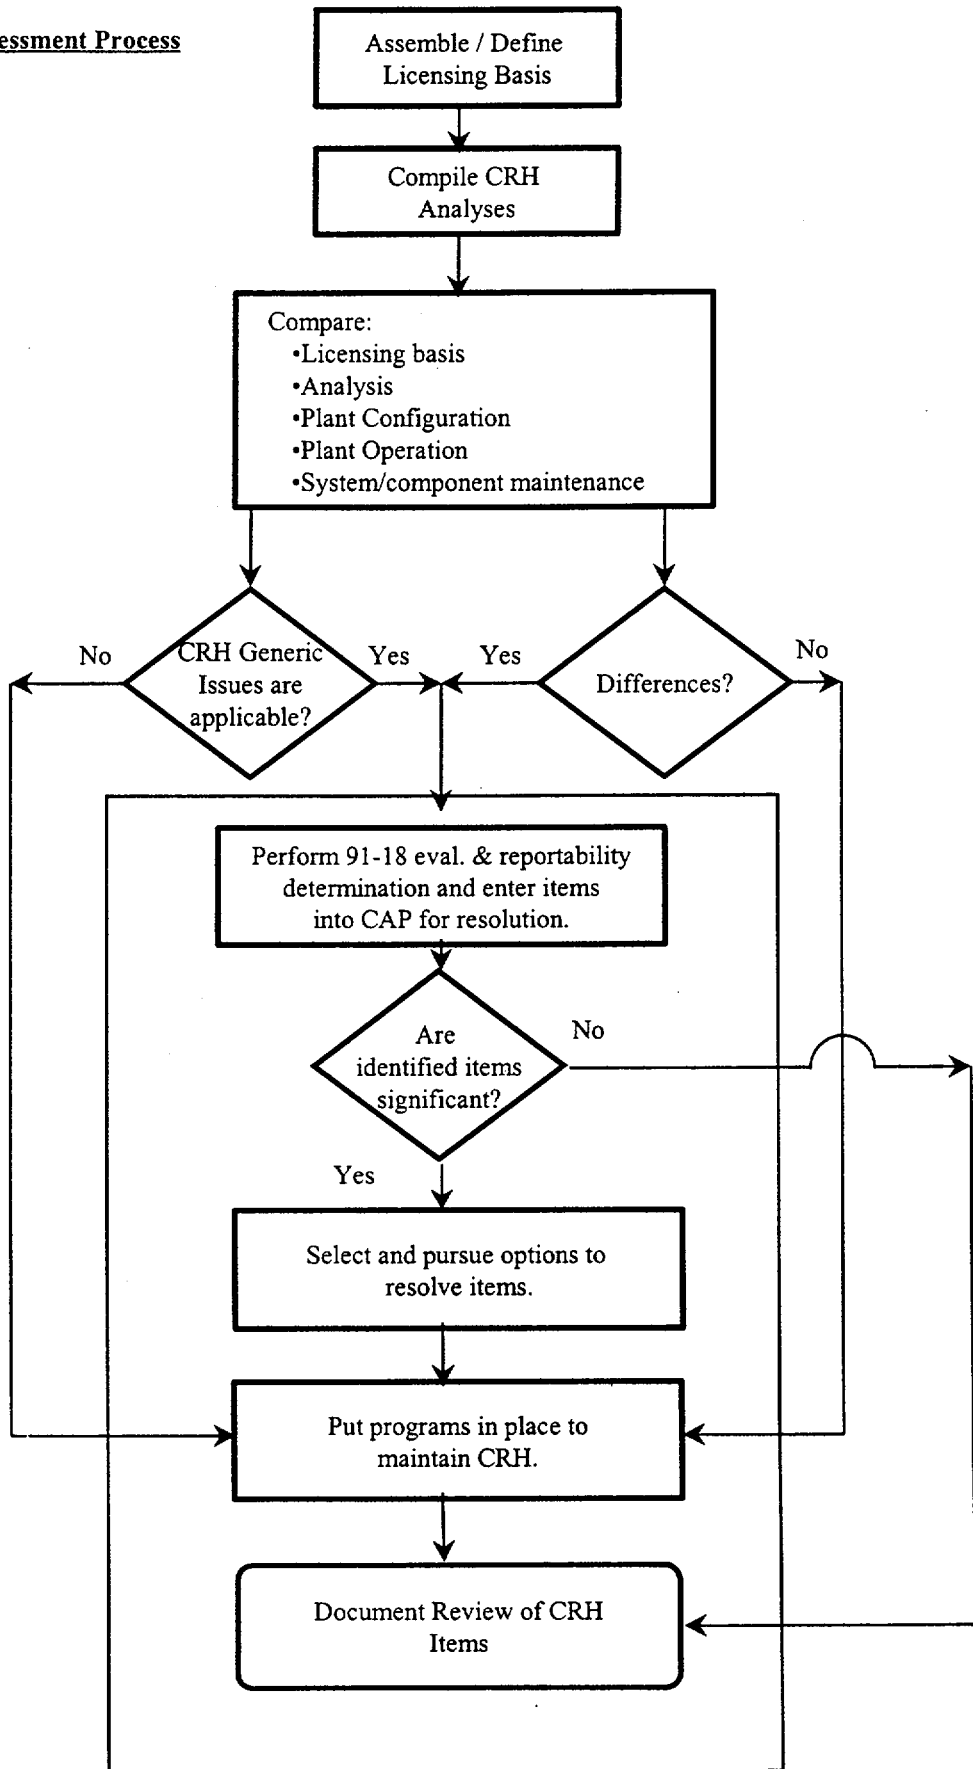 essment Process
Assemble / Define
Licensing Basis
Compile CRH
Analyses
Compare:
•Licensing basis
•Analysis
•Plant Configuration
•Plant Operation
•System/component maintenance
No
CRH Generic
Issues are
applicable?
Yes
Yes
Differences?
No
Perform 91-18 eval. & reportability
determination and enter items
into CAP for resolution.
Are
identified items
significant?
No
Yes
Select and pursue options to
resolve items.
Put programs in place to
maintain CRH.
Document Review of CRH
Items